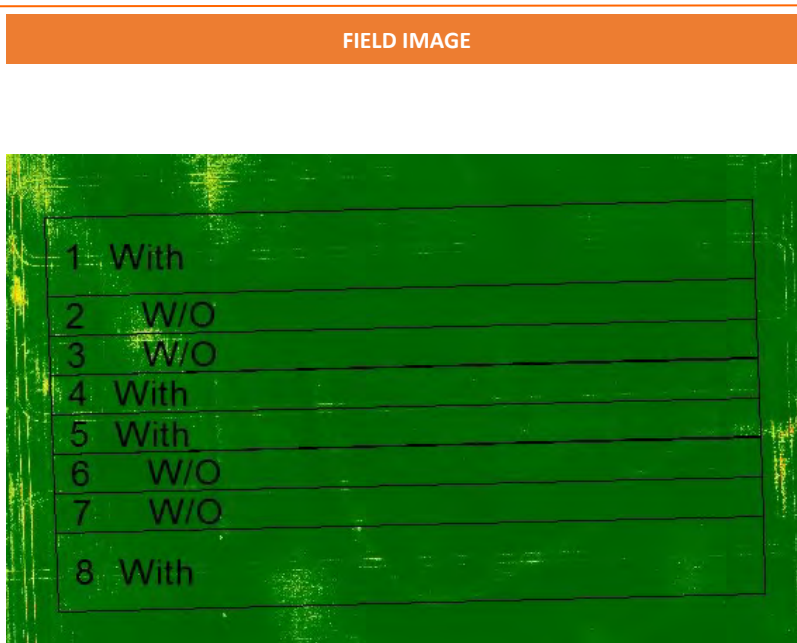 FIELD IMAGE
1 With
2 W/O
3 W/O
4 With
5 With
6 W/O
7 W/O
8 With